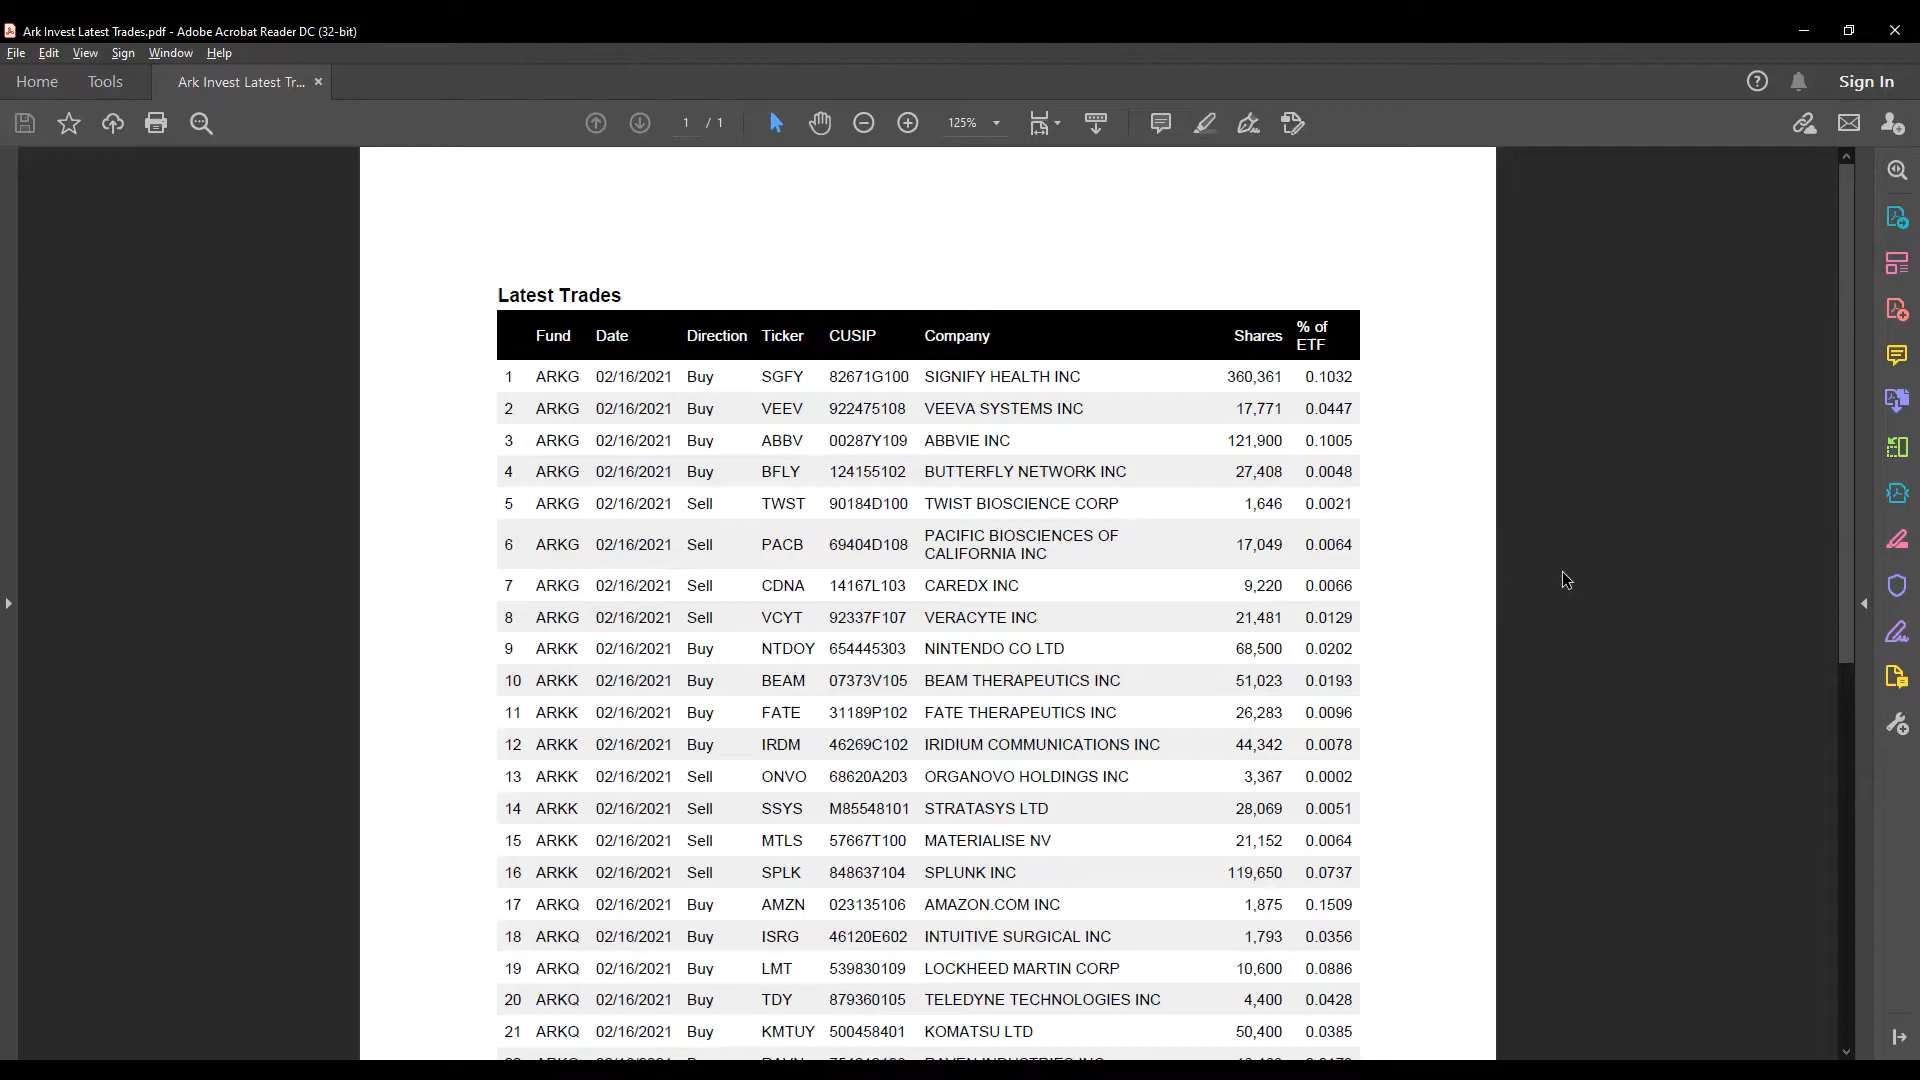 Ark Invest Latest Trades.pdf - Adobe Acrobat Reader DC (32-bit)
File Edit View Sign Window Help
Home Tools Ark Invest Latest Tr... × Sign In
1 / 1 125%
Latest Trades
Fund Date Direction Ticker CUSIP Company Shares % of ETF
1 ARKG 02/16/2021 Buy SGFY 82671G100 SIGNIFY HEALTH INC 360,361 0.1032
2 ARKG 02/16/2021 Buy VEEV 922475108 VEEVA SYSTEMS INC 17,771 0.0447
3 ARKG 02/16/2021 Buy ABBV 00287Y109 ABBVIE INC 121,900 0.1005
4 ARKG 02/16/2021 Buy BFLY 124155102 BUTTERFLY NETWORK INC 27,408 0.0048
5 ARKG 02/16/2021 Sell TWST 90184D100 TWIST BIOSCIENCE CORP 1,646 0.0021
6 ARKG 02/16/2021 Sell PACB 69404D108 PACIFIC BIOSCIENCES OF CALIFORNIA INC 17,049 0.0064
7 ARKG 02/16/2021 Sell CDNA 14167L103 CAREDX INC 9,220 0.0066
8 ARKG 02/16/2021 Sell VCYT 92337F107 VERACYTE INC 21,481 0.0129
9 ARKK 02/16/2021 Buy NTDOY 654445303 NINTENDO CO LTD 68,500 0.0202
10 ARKK 02/16/2021 Buy BEAM 07373V105 BEAM THERAPEUTICS INC 51,023 0.0193
11 ARKK 02/16/2021 Buy FATE 31189P102 FATE THERAPEUTICS INC 26,283 0.0096
12 ARKK 02/16/2021 Buy IRDM 46269C102 IRIDIUM COMMUNICATIONS INC 44,342 0.0078
13 ARKK 02/16/2021 Sell ONVO 68620A203 ORGANOVO HOLDINGS INC 3,367 0.0002
14 ARKK 02/16/2021 Sell SSYS M85548101 STRATASYS LTD 28,069 0.0051
15 ARKK 02/16/2021 Sell MTLS 57667T100 MATERIALISE NV 21,152 0.0064
16 ARKK 02/16/2021 Sell SPLK 848637104 SPLUNK INC 119,650 0.0737
17 ARKQ 02/16/2021 Buy AMZN 023135106 AMAZON.COM INC 1,875 0.1509
18 ARKQ 02/16/2021 Buy ISRG 46120E602 INTUITIVE SURGICAL INC 1,793 0.0356
19 ARKQ 02/16/2021 Buy LMT 539830109 LOCKHEED MARTIN CORP 10,600 0.0886
20 ARKQ 02/16/2021 Buy TDY 879360105 TELEDYNE TECHNOLOGIES INC 4,400 0.0428
21 ARKQ 02/16/2021 Buy KMTUY 500458401 KOMATSU LTD 50,400 0.0385